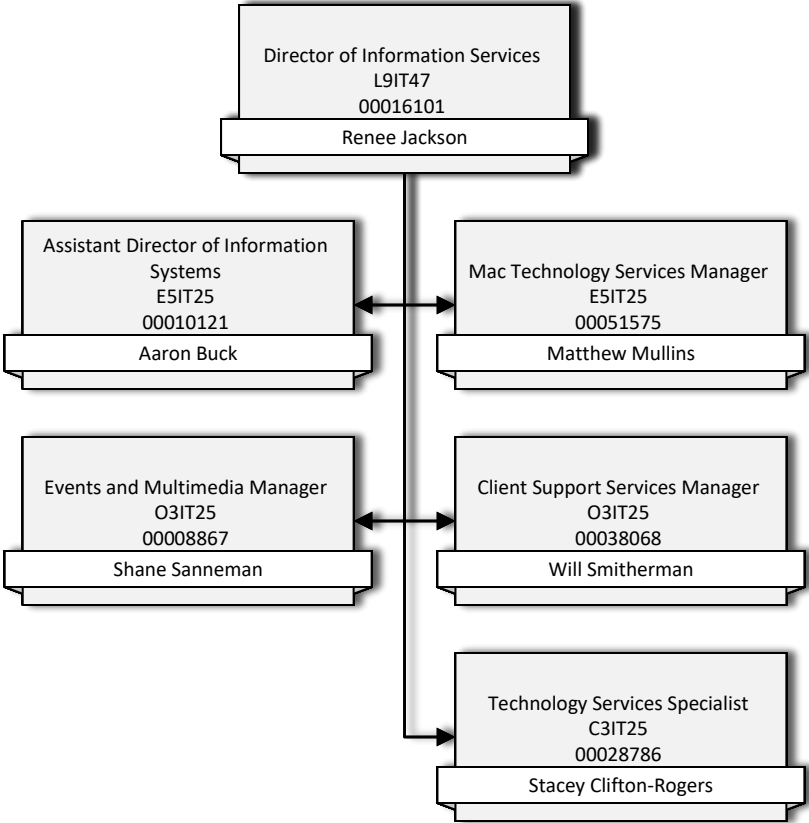 Director of Information Services
L9IT47
00016101
Renee Jackson
Assistant Director of Information
Systems
E5IT25
00010121
Aaron Buck
Mac Technology Services Manager
E5IT25
00051575
Matthew Mullins
Events and Multimedia Manager
O3IT25
00008867
Shane Sanneman
Client Support Services Manager
O3IT25
00038068
Will Smitherman
Technology Services Specialist
C3IT25
00028786
Stacey Clifton-Rogers